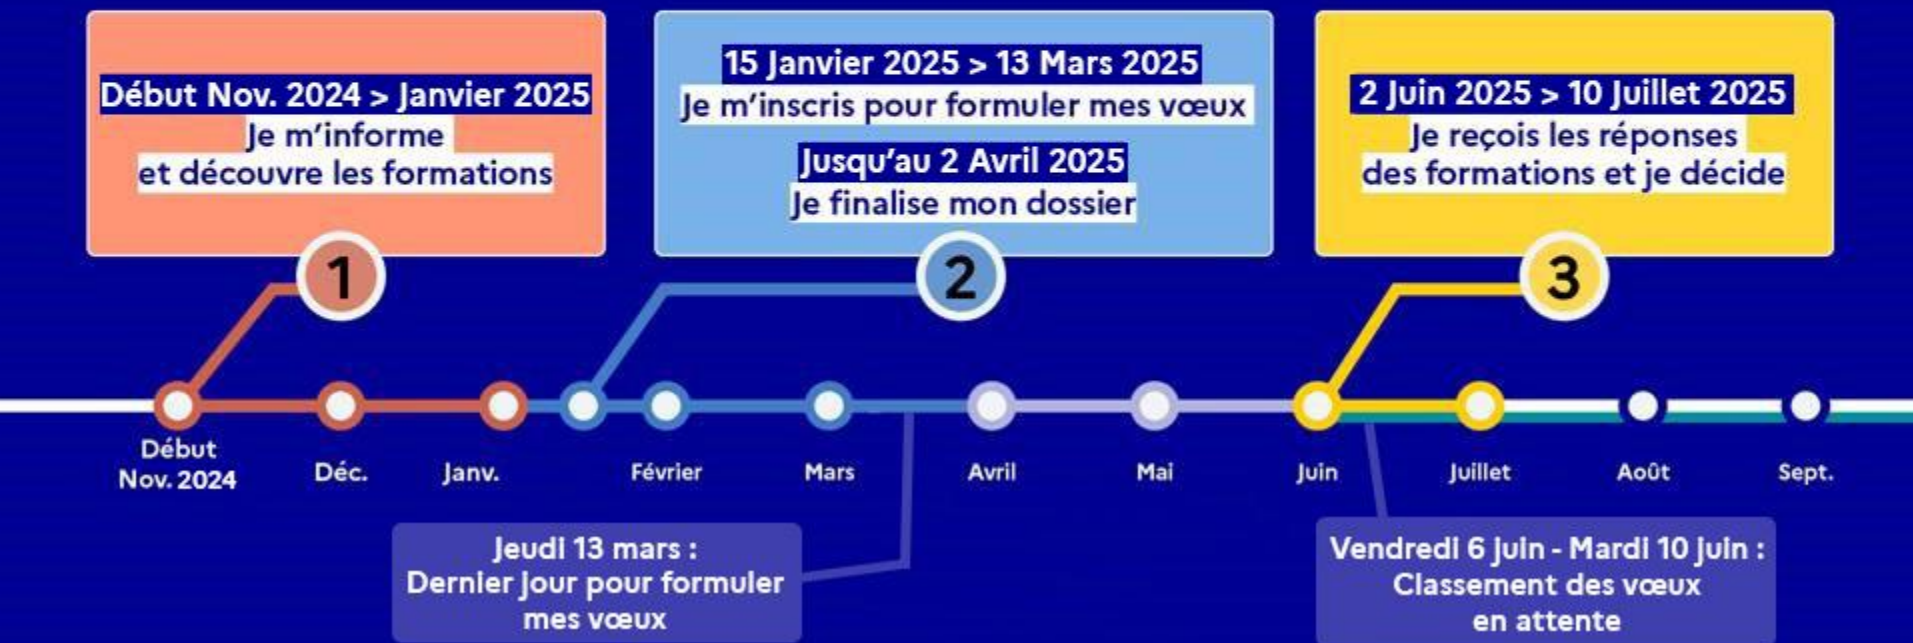 Début Nov. 2024 > Janvier 2025
Je m'informe
et découvre les formations
1
15 Janvier 2025 > 13 Mars 2025
Je m'inscris pour formuler mes vœux
Jusqu'au 2 Avril 2025
Je finalise mon dossier
2
2 Juin 2025 > 10 Juillet 2025
Je reçois les réponses
des formations et je décide
3
Début
Nov. 2024
Déc.
Janv.
Février
Mars
Avril
Mai
Juin
Juillet
Août
Sept.
Jeudi 13 mars :
Dernier jour pour formuler
mes vœux
Vendredi 6 juin - Mardi 10 juin :
Classement des vœux
en attente